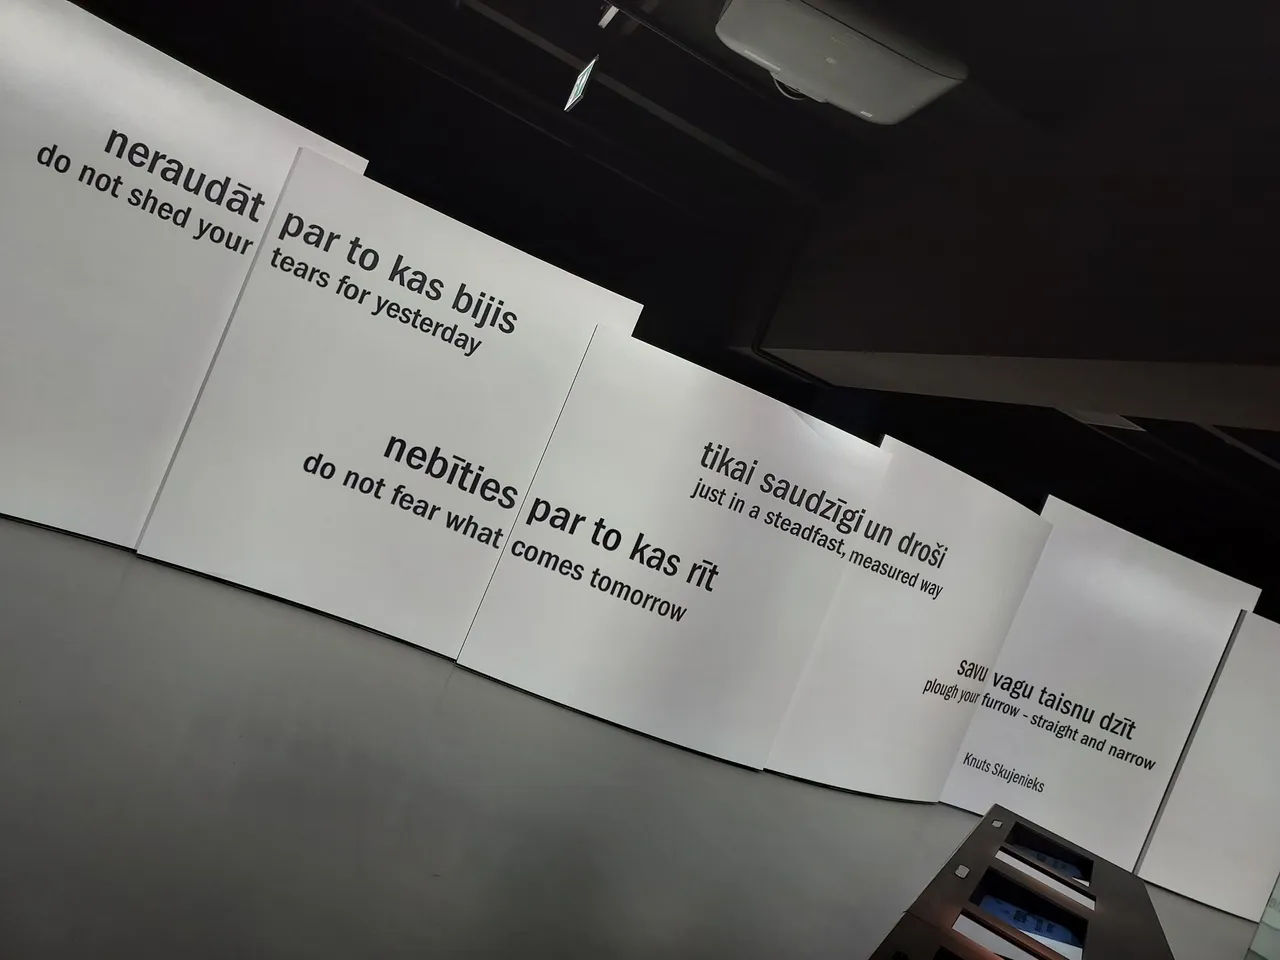 neraudāt par to kas bijis
do not shed your tears for yesterday
nebīties par to kas rīt
do not fear what comes tomorrow
tikai saudzīgi un droši
just in a steadfast, measured way
savu vagu taisnu dzīt
plough your furrow - straight and narrow
Knuts Skujenieks